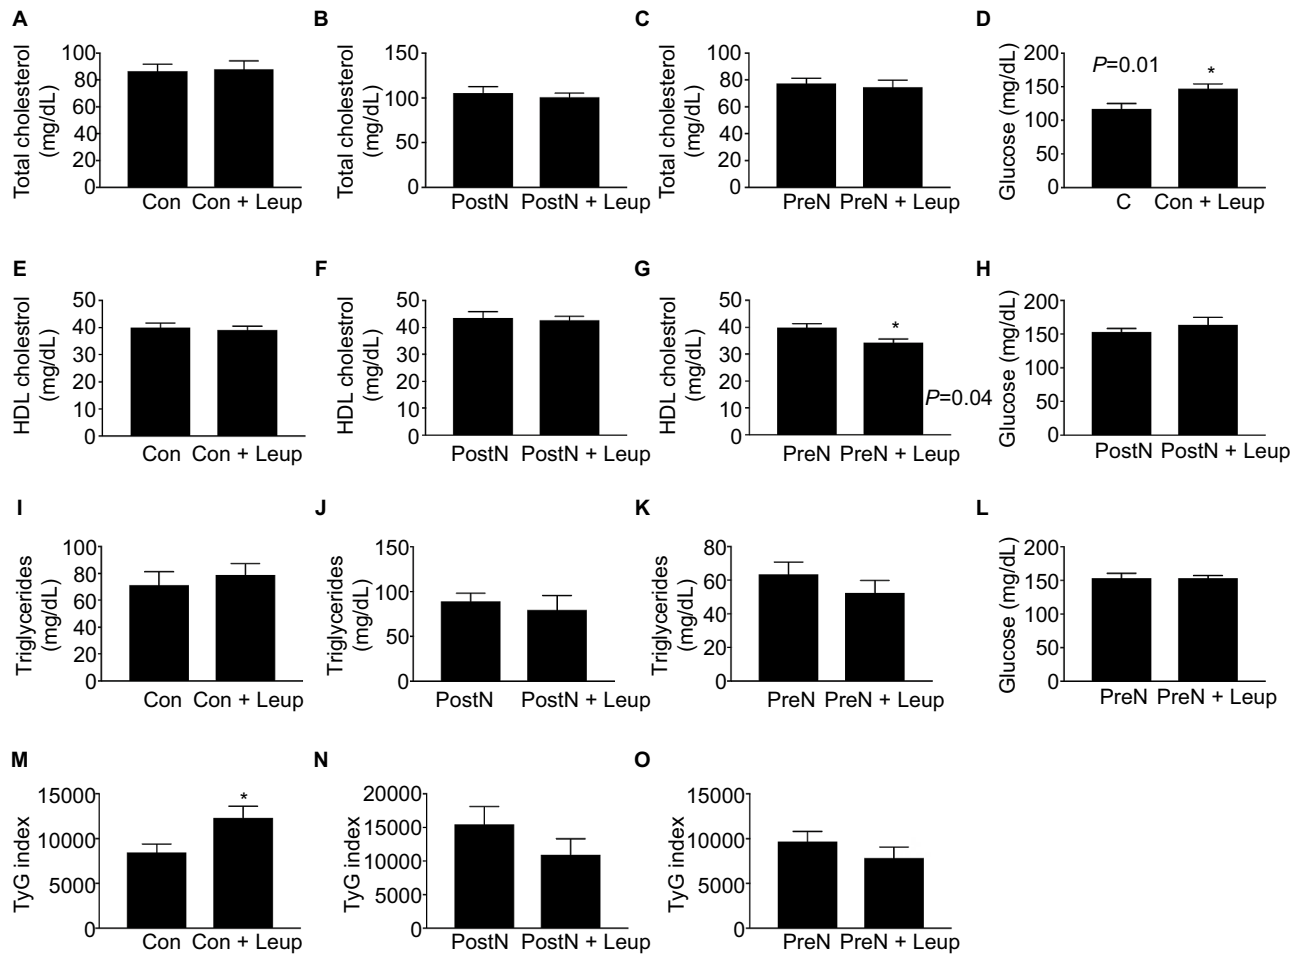 A
B
C
D
Total cholesterol
(mg/dL)
100
80
60
40
20
0
Con Con + Leup
Total cholesterol
(mg/dL)
150
100
50
0
PostN PostN + Leup
Total cholesterol
(mg/dL)
100
80
60
40
20
0
PreN PreN + Leup
Glucose (mg/dL)
200
150
100
50
0
P=0.01
*
C Con + Leup
E
F
G
H
HDL cholestrol
(mg/dL)
50
40
30
20
10
0
Con Con + Leup
HDL cholestrol
(mg/dL)
50
40
30
20
10
0
PostN PostN + Leup
HDL cholestrol
(mg/dL)
50
40
30
20
10
0
*
P=0.04
PreN PreN + Leup
Glucose (mg/dL)
200
150
100
50
0
PostN PostN + Leup
I
J
K
L
Triglycerides
(mg/dL)
100
80
60
40
20
0
Con Con + Leup
Triglycerides
(mg/dL)
150
100
50
0
PostN PostN + Leup
Triglycerides
(mg/dL)
80
60
40
20
0
PreN PreN + Leup
Glucose (mg/dL)
200
150
100
50
0
PreN PreN + Leup
M
N
O
TyG index
15000
10000
5000
0
*
Con Con + Leup
TyG index
20000
15000
10000
5000
0
PostN PostN + Leup
TyG index
15000
10000
5000
0
PreN PreN + Leup